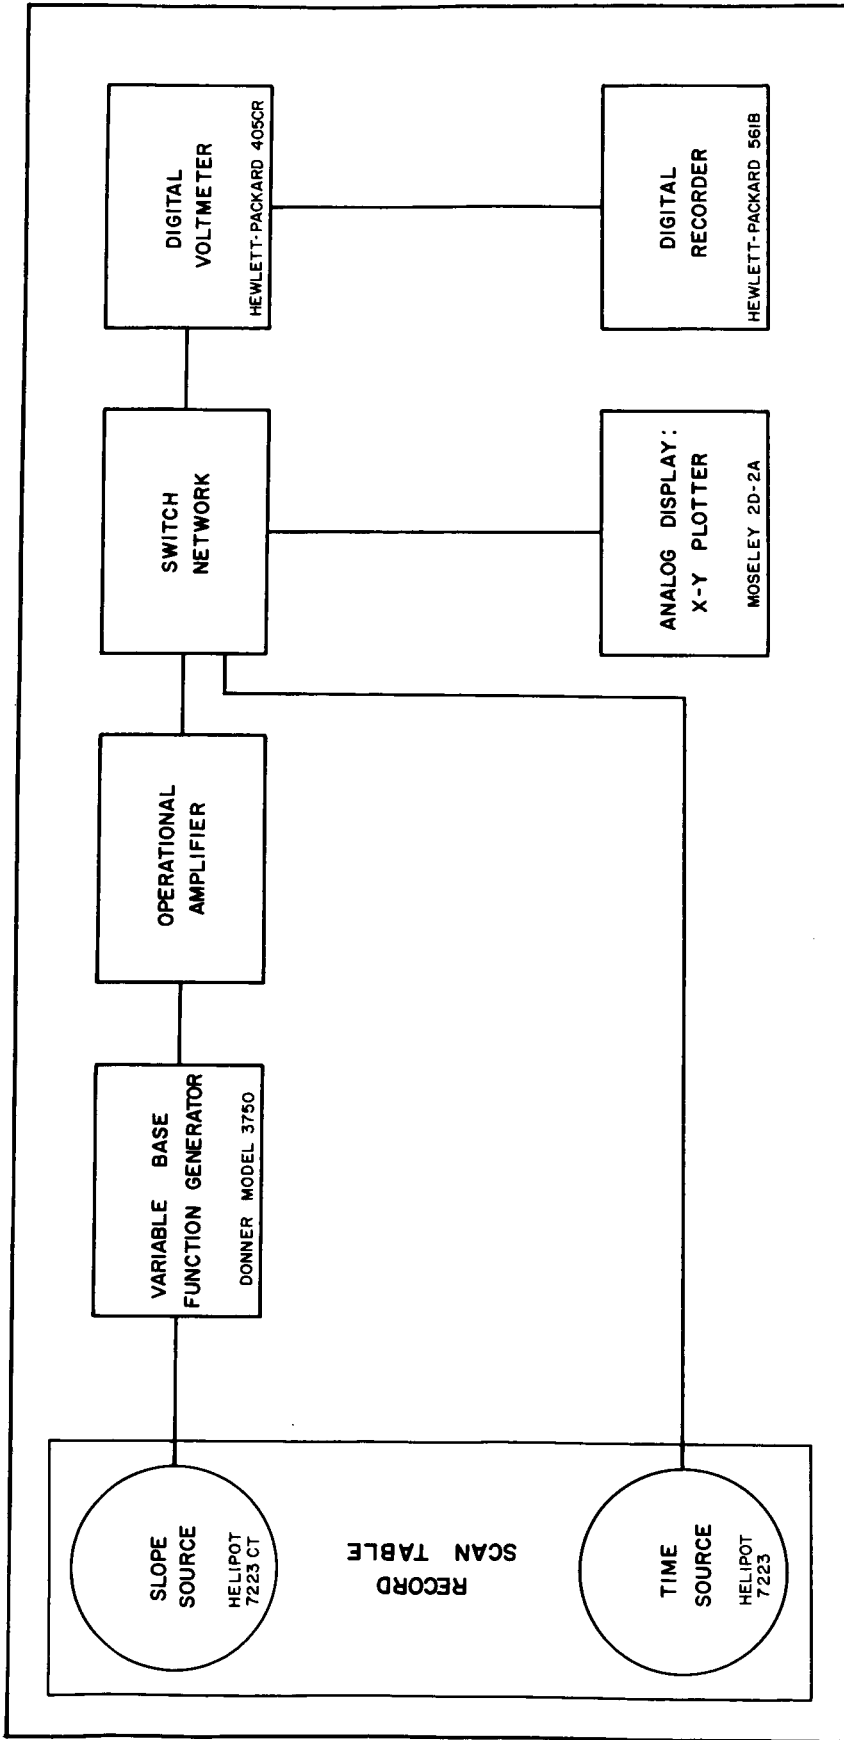 SLOPE
SOURCE
HELIPOT
7223 CT
RECORD
SCAN TABLE
TIME
SOURCE
HELIPOT
7223
VARIABLE BASE
FUNCTION GENERATOR
DONNER MODEL 3750
OPERATIONAL
AMPLIFIER
SWITCH
NETWORK
DIGITAL
VOLTMETER
HEWLETT-PACKARD 405CR
ANALOG DISPLAY:
X-Y PLOTTER
MOSELEY 2D-2A
DIGITAL
RECORDER
HEWLETT-PACKARD 561B